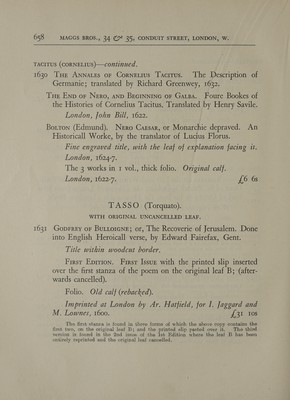 658 MAGGS BROS., 34 & 35, CONDUIT STREET, LONDON, W.
TACITUS (CORNELIUS)—continued.
1630 The Annales of Cornelius Tacitus. The Description of
Germanie; translated by Richard Greenwey, 1632.
The End of Nero, and Beginning of Galba. Foure Bookes of
the Histories of Cornelius Tacitus, Translated by Henry Savile.
London, John Bill, 1622.
Bolton (Edmund). Nero Caesar, or Monarchie depraved. An
Historicall Worke, by the translator of Lucius Florus.
Fine engraved title, with the leaf of explanation facing it.
London, 1624-7.
The 3 works in 1 vol., thick folio. Original calf.
London, 1622-7. £6 6s
TASSO (Torquato).
WITH ORIGINAL UNCANCELLED LEAF.
1631 Godfrey of Bulloigne; or, The Recoverie of Jerusalem. Done
into English Heroicall verse, by Edward Fairefax, Gent.
Title within woodcut border.
First Edition. First Issue with the printed slip inserted
over the first stanza of the poem on the original leaf B; (after-
wards cancelled).
Folio. Old calf (rebacked).
Imprinted at London by Ar. Hatfield, for I. Jaggard and
M. Lownes, 1600. £31 10s
The first stanza is found in three forms of which the above copy contains the
first two, on the original leaf B; and the printed slip pasted over it. The third
version is found in the 2nd issue of the 1st Edition where the leaf B has been
entirely reprinted and the original leaf cancelled.